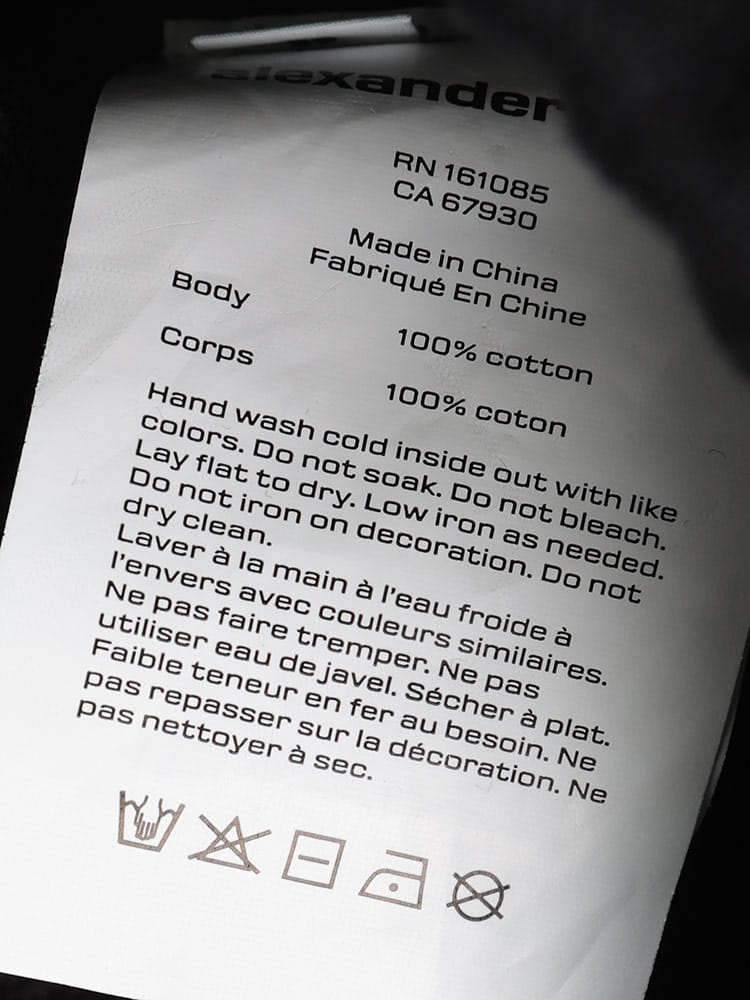 alexander
RN 161085
CA 67930
Made in China
Fabriqué En Chine
Body
100% cotton
Corps
100% coton
Hand wash cold inside out with like
colors. Do not soak. Do not bleach.
Lay flat to dry. Low iron as needed.
Do not iron on decoration. Do not
dry clean.
Laver à la main à l'eau froide à
l'envers avec couleurs similaires.
Ne pas faire tremper. Ne pas
utiliser eau de javel. Sécher à plat.
Faible teneur en fer au besoin. Ne
pas repasser sur la décoration. Ne
pas nettoyer à sec.